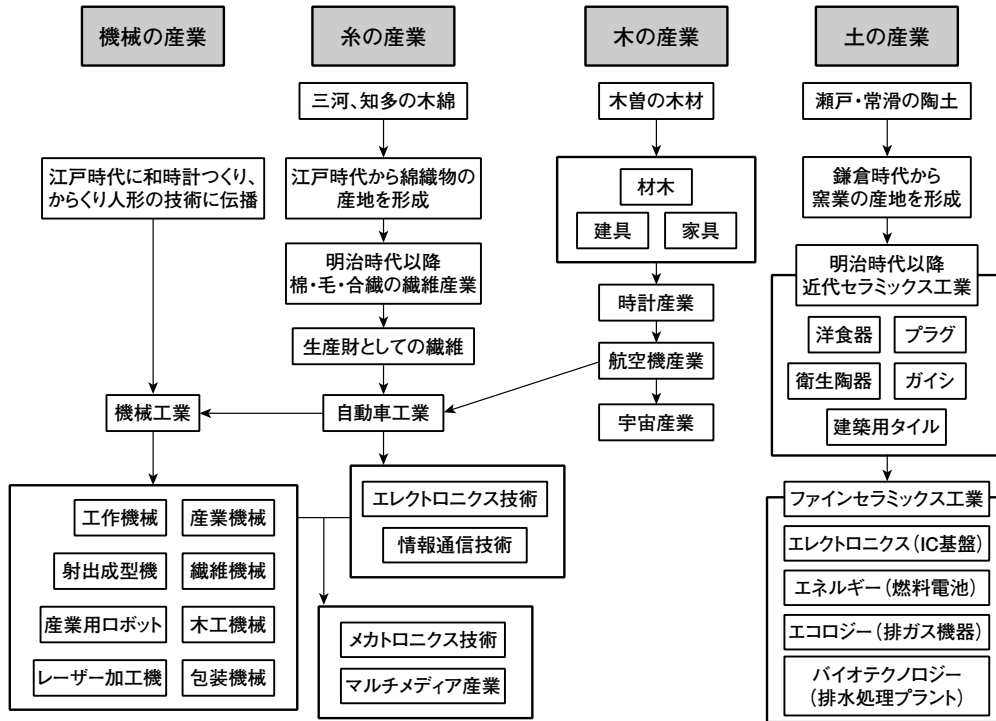 機械の産業
糸の産業
木の産業
土の産業
三河、知多の木綿
木曽の木材
瀬戸・常滑の陶土
江戸時代に和時計つくり、
からくり人形の技術に伝播
江戸時代から綿織物の
産地を形成
材木
建具
家具
鎌倉時代から
窯業の産地を形成
明治時代以降
棉・毛・合繊の繊維産業
時計産業
明治時代以降
近代セラミックス工業
生産財としての繊維
航空機産業
洋食器
プラグ
衛生陶器
ガイシ
機械工業
自動車工業
宇宙産業
建築用タイル
工作機械
産業機械
射出成型機
繊維機械
産業用ロボット
木工機械
レーザー加工機
包装機械
エレクトロニクス技術
情報通信技術
メカトロニクス技術
マルチメディア産業
ファインセラミックス工業
エレクトロニクス（IC基盤）
エネルギー（燃料電池）
エコロジー（排ガス機器）
バイオテクノロジー
（排水処理プラント）